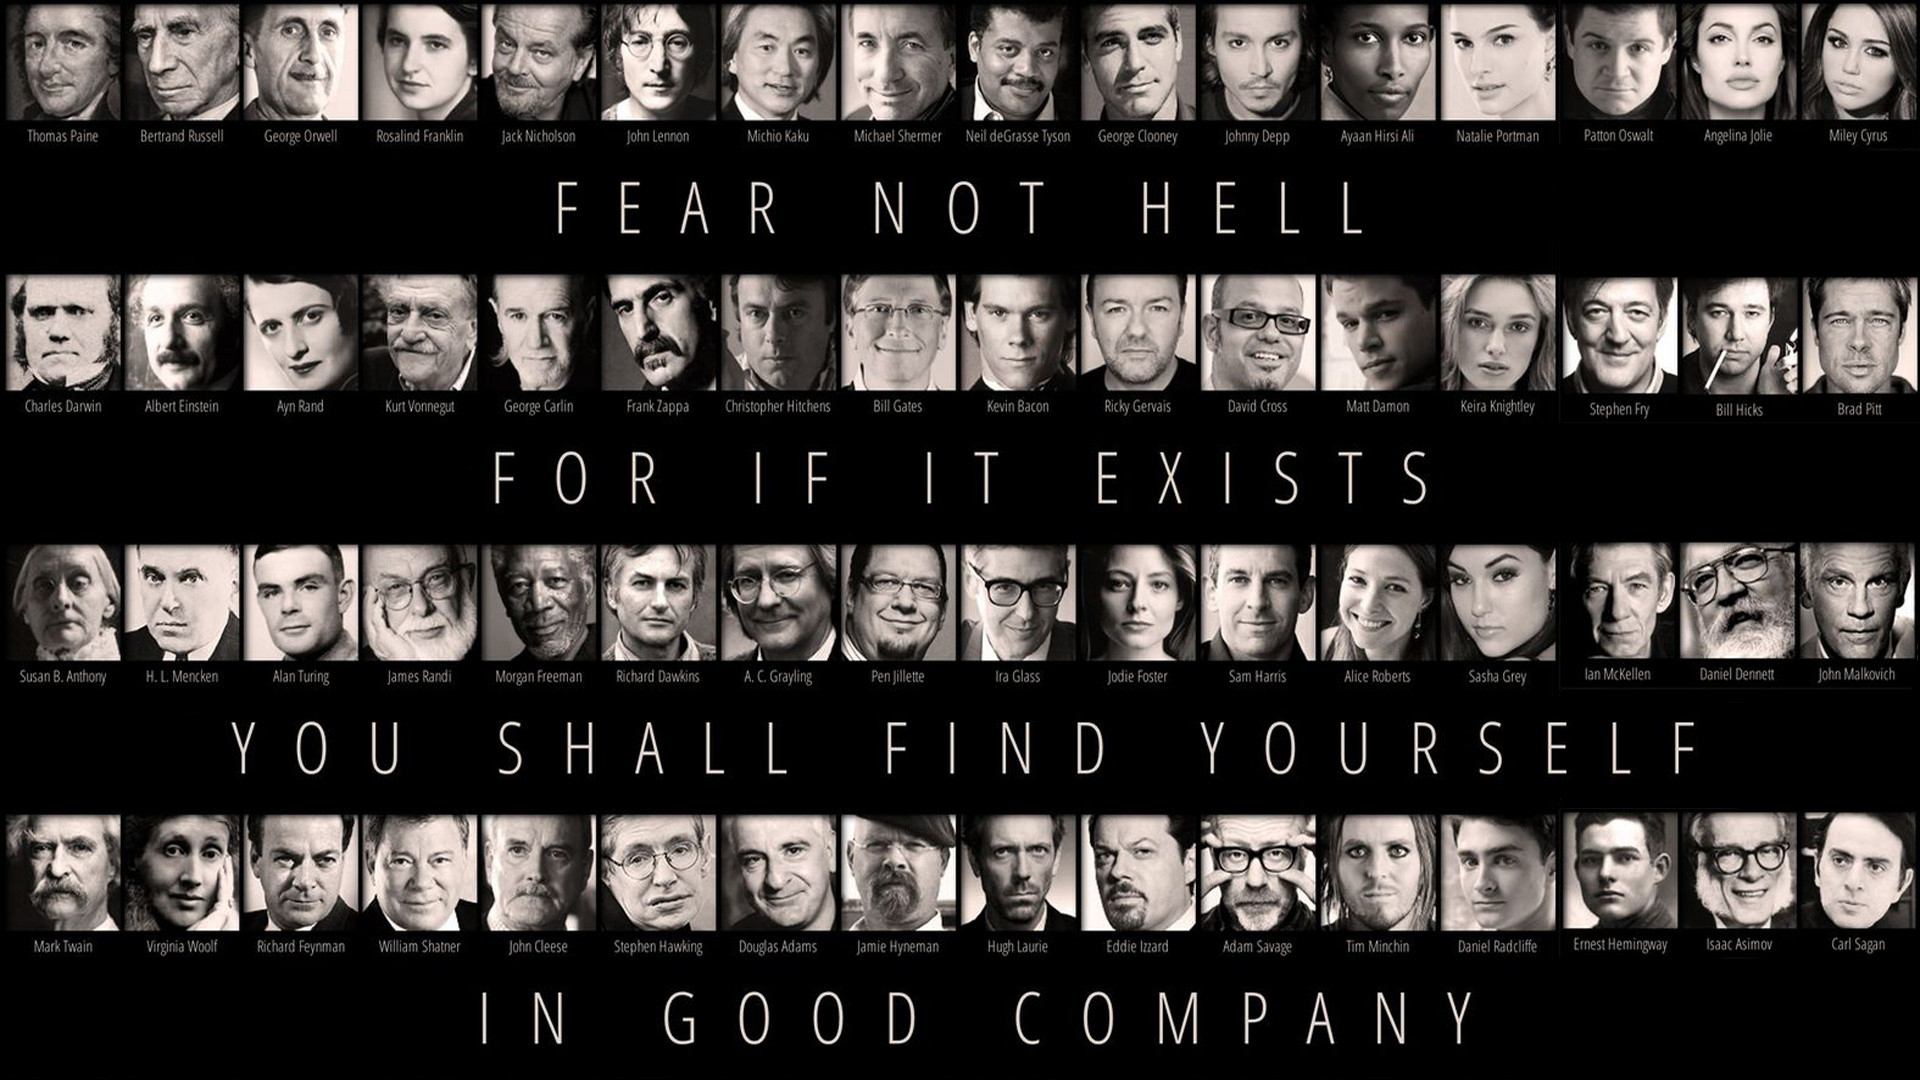 Thomas Paine Bertrand Russell George Orwell Rosalind Franklin Jack Nicholson John Lennon Michio Kaku Michael Shermer Neil deGrasse Tyson George Clooney Johnny Depp Ayaan Hirsi Ali Natalie Portman Patton Oswalt Angelina Jolie Miley Cyrus
FEAR NOT HELL
Charles Darwin Albert Einstein Ayn Rand Kurt Vonnegut George Carlin Frank Zappa Christopher Hitchens Bill Gates Kevin Bacon Ricky Gervais David Cross Matt Damon Keira Knightley Stephen Fry Bill Hicks Brad Pitt
FOR IF IT EXISTS
Susan B. Anthony H. L. Mencken Alan Turing James Randi Morgan Freeman Richard Dawkins A. C. Grayling Pen Jillette Ira Glass Jodie Foster Sam Harris Alice Roberts Sasha Grey Ian McKellen Daniel Dennett John Malkovich
YOU SHALL FIND YOURSELF
Mark Twain Virginia Woolf Richard Feynman William Shatner John Cleese Stephen Hawking Douglas Adams Jamie Hyneman Hugh Laurie Eddie Izzard Adam Savage Tim Minchin Daniel Radcliffe Ernest Hemingway Isaac Asimov Carl Sagan
IN GOOD COMPANY